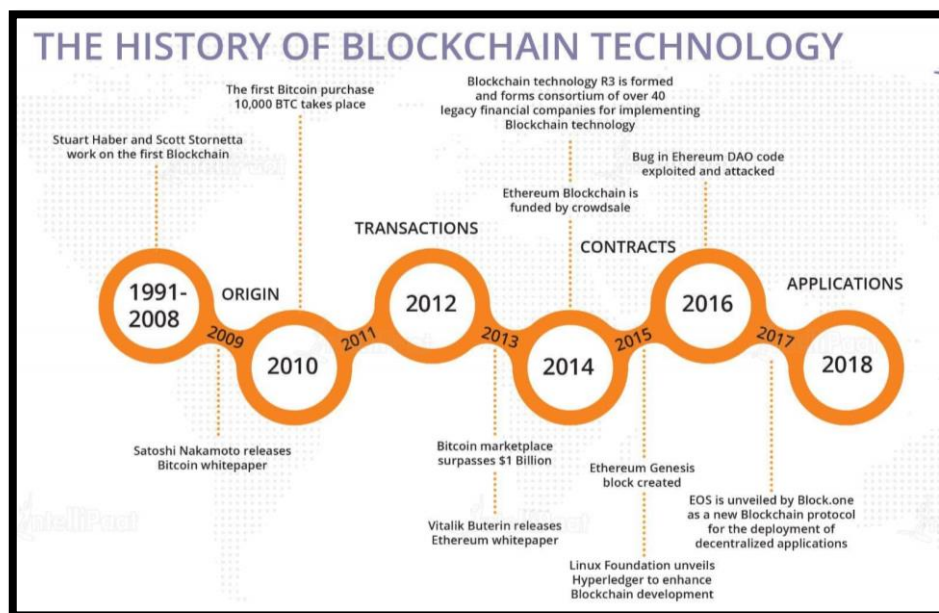 THE HISTORY OF BLOCKCHAIN TECHNOLOGY
The first Bitcoin purchase
10,000 BTC takes place
Blockchain technology R3 is formed
and forms consortium of over 40
legacy financial companies for implementing
Blockchain technology
Stuart Haber and Scott Stornetta
work on the first Blockchain
Bug in Ehereum DAO code
exploited and attacked
Ethereum Blockchain is
funded by crowdsale
TRANSACTIONS
CONTRACTS
ORIGIN
APPLICATIONS
1991-
2008
2009
2010
2011
2012
2013
2014
2015
2016
2017
2018
Satoshi Nakamoto releases
Bitcoin whitepaper
Bitcoin marketplace
surpasses $1 Billion
Vitalik Buterin releases
Ethereum whitepaper
Ethereum Genesis
block created
Linux Foundation unveils
Hyperledger to enhance
Blockchain development
EOS is unveiled by Block.one
as a new Blockchain protocol
for the deployment of
decentralized applications